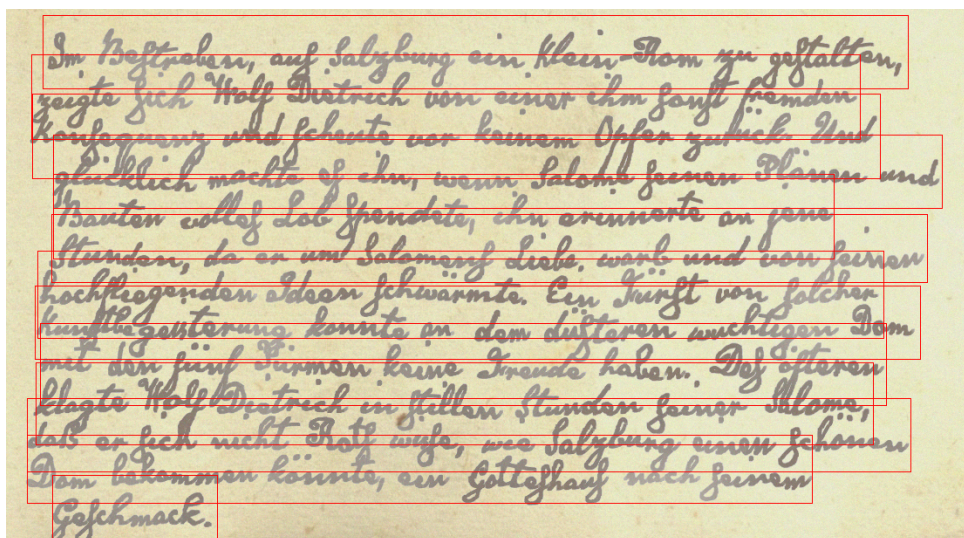 Im Bestreben, auf Salzburg ein Klein-Rom zu gestalten,
zeigte sich Wolf Dietrich von einer ihm sonst fremden
Konsequenz und scheute vor keinem Opfer zurück. Und
glücklich machte es ihn, wenn Salome seinen Plänen und
Bauten volles Lob spendete, ihn erinnerte an jene
Stunden, da er um Salomens Liebe, warb und von seinen
hochfliegenden Ideen schwärmte. Ein Fürst von solcher
Kunstbegeisterung konnte an dem düsteren wuchtigen Dom
mit den fünf Türmen keine Freude haben. Des öfteren
klagte Wolf Dietrich in stillen Stunden seiner Salome,
daß er sich nicht Rats wuße, wie Salzburg einen schönen
Dom bekommen könnte, ein Gotteshaus nach seinem
Geschmack.